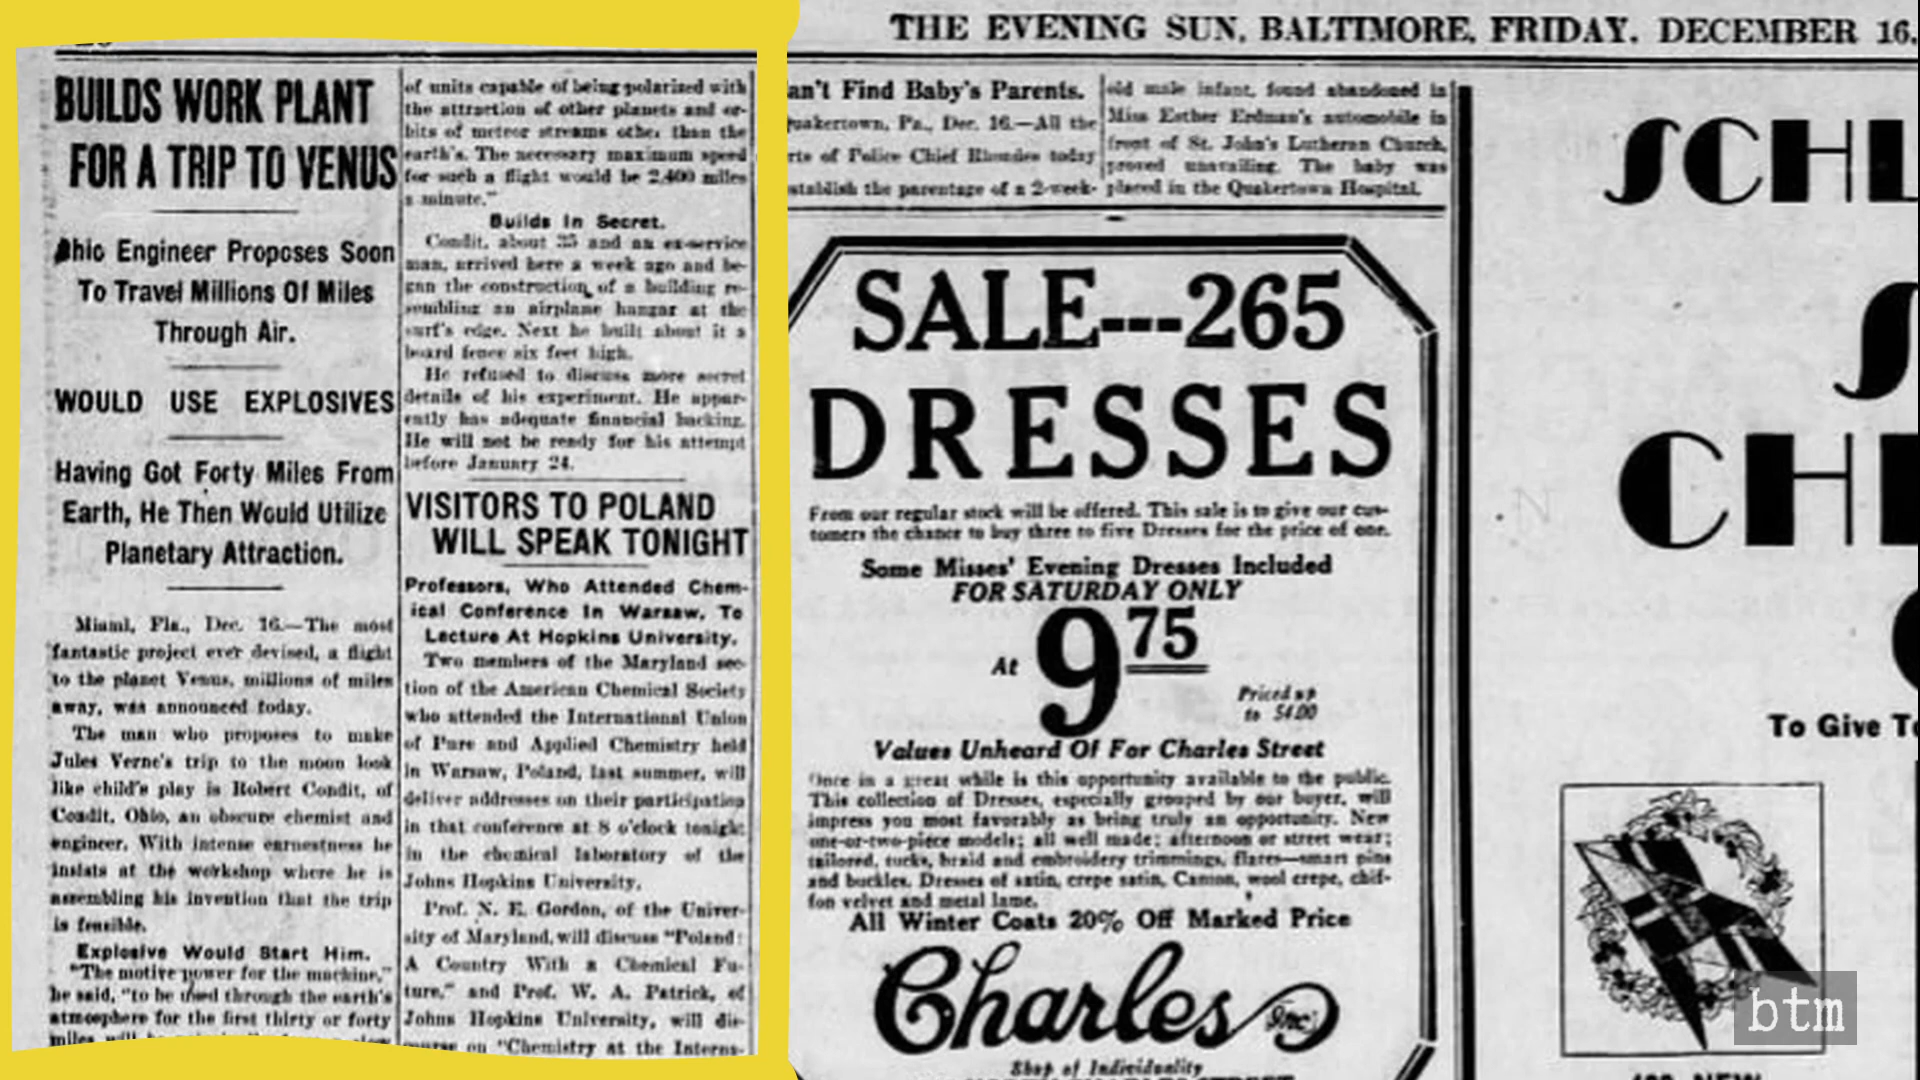 BUILDS WORK PLANT
FOR A TRIP TO VENUS
Ohio Engineer Proposes Soon
To Travel Millions Of Miles
Through Air.
WOULD USE EXPLOSIVES
Having Got Forty Miles From
Earth, He Then Would Utilize
Planetary Attraction.
Miami, Fla., Dec. 16.—The most
fantastic project ever devised, a flight
to the planet Venus, millions of miles
away, was announced today.
The man who proposes to make
Jules Verne's trip to the moon look
like child's play is Robert Condit, of
Condit, Ohio, an obscure chemist and
engineer. With intense earnestness he
insists at the workshop where he is
assembling his invention that the trip
is feasible.
Explosive Would Start Him.
"The motive power for the machine,"
he said, "to be used through the earth's
atmosphere for the first thirty or forty
miles will be
of units capable of being polarized with
the attraction of other planets and or-
bits of meteor streams other than the
earth's. The necessary maximum speed
for such a flight would be 2,400 miles
a minute."
Builds In Secret.
Condit, about 35 and an ex-service
man, arrived here a week ago and be-
gan the construction of a building re-
sembling an airplane hangar at the
surf's edge. Next he built about it a
board fence six feet high.
He refused to discuss more secret
details of his experiment. He appar-
ently has adequate financial backing.
He will not be ready for his attempt
before January 24.
VISITORS TO POLAND
WILL SPEAK TONIGHT
Professors, Who Attended Chem-
ical Conference In Warsaw, To
Lecture At Hopkins University.
Two members of the Maryland sec-
tion of the American Chemical Society
who attended the International Union
of Pure and Applied Chemistry held
in Warsaw, Poland, last summer, will
deliver addresses on their participation
in that conference at 8 o'clock tonight
in the chemical laboratory of the
Johns Hopkins University.
Prof. N. E. Gordon, of the Univer-
sity of Maryland, will discuss "Poland:
A Country With a Chemical Fu-
ture," and Prof. W. A. Patrick, of
Johns Hopkins University, will dis-
course on "Chemistry at the Interna-
THE EVENING SUN, BALTIMORE, FRIDAY, DECEMBER 16,
an't Find Baby's Parents.
uakertown, Pa., Dec. 16.—All the
rts of Police Chief Rhoades today
stablish the parentage of a 2-week-
old male infant, found abandoned in
Miss Esther Erdman's automobile in
front of St. John's Lutheran Church,
proved unavailing. The baby was
placed in the Quakertown Hospital.
SALE---265
DRESSES
From our regular stock will be offered. This sale is to give our cus-
tomers the chance to buy three to five Dresses for the price of one.
Some Misses' Evening Dresses Included
FOR SATURDAY ONLY
At 9 75
Priced up
to 54.00
Values Unheard Of For Charles Street
Once in a great while is this opportunity available to the public.
This collection of Dresses, especially grouped by our buyer, will
impress you most favorably as being truly an opportunity. New
one-or-two-piece models; all well made; afternoon or street wear;
tailored, tucks, braid and embroidery trimmings, flares—smart pins
and buckles. Dresses of satin, crepe satin, Canton, wool crepe, chif-
fon velvet and metal lame.
All Winter Coats 20% Off Marked Price
Charles Inc.
Shop of Individuality
SCHL
S
CH
To Give To
btm